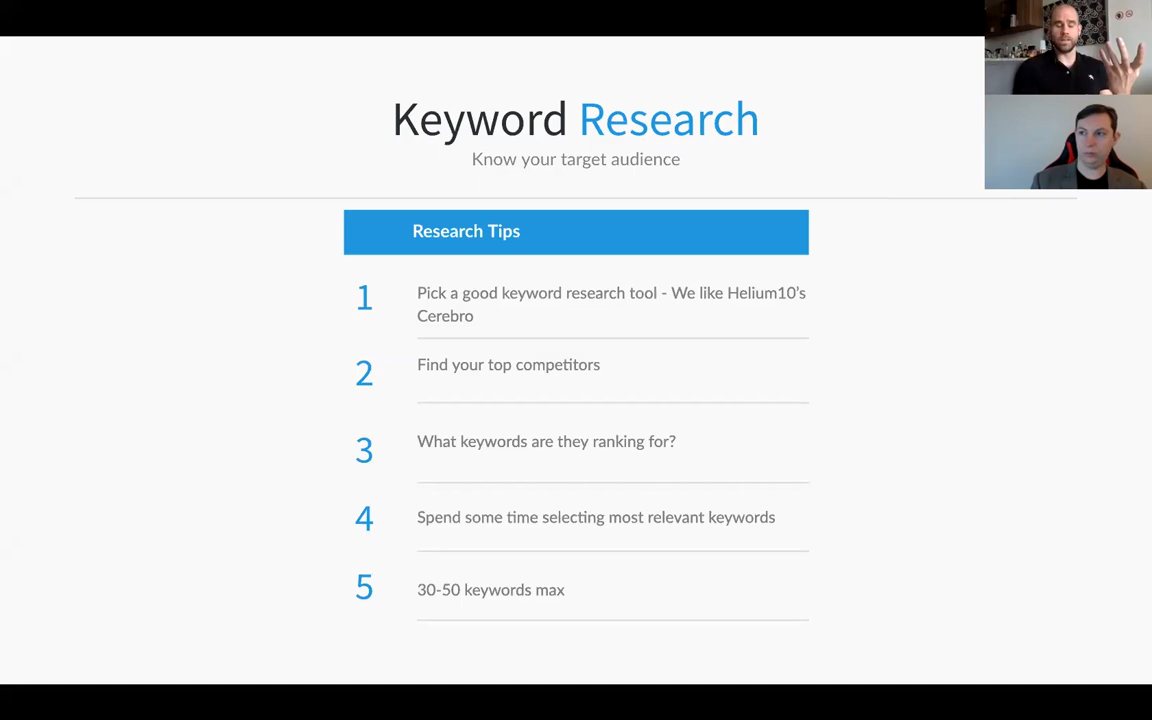 Keyword Research
Know your target audience
Research Tips
1 Pick a good keyword research tool - We like Helium10's
Cerebro
2 Find your top competitors
3 What keywords are they ranking for?
4 Spend some time selecting most relevant keywords
5 30-50 keywords max